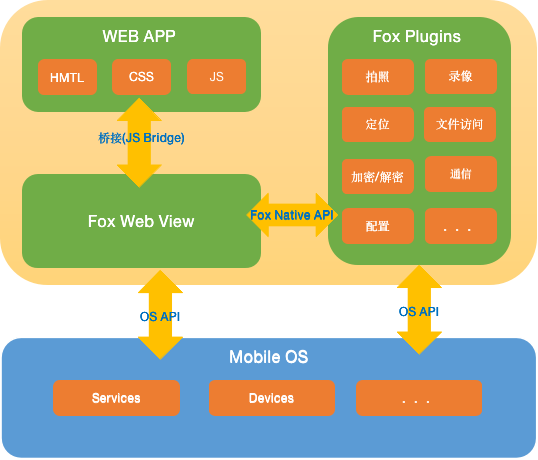 WEB APP
HMTL
CSS
JS
桥接(JS Bridge)
Fox Web View
Fox Native API
Fox Plugins
拍照
录像
定位
文件访问
加密/解密
通信
配置
. . .
OS API
OS API
Mobile OS
Services
Devices
. . .